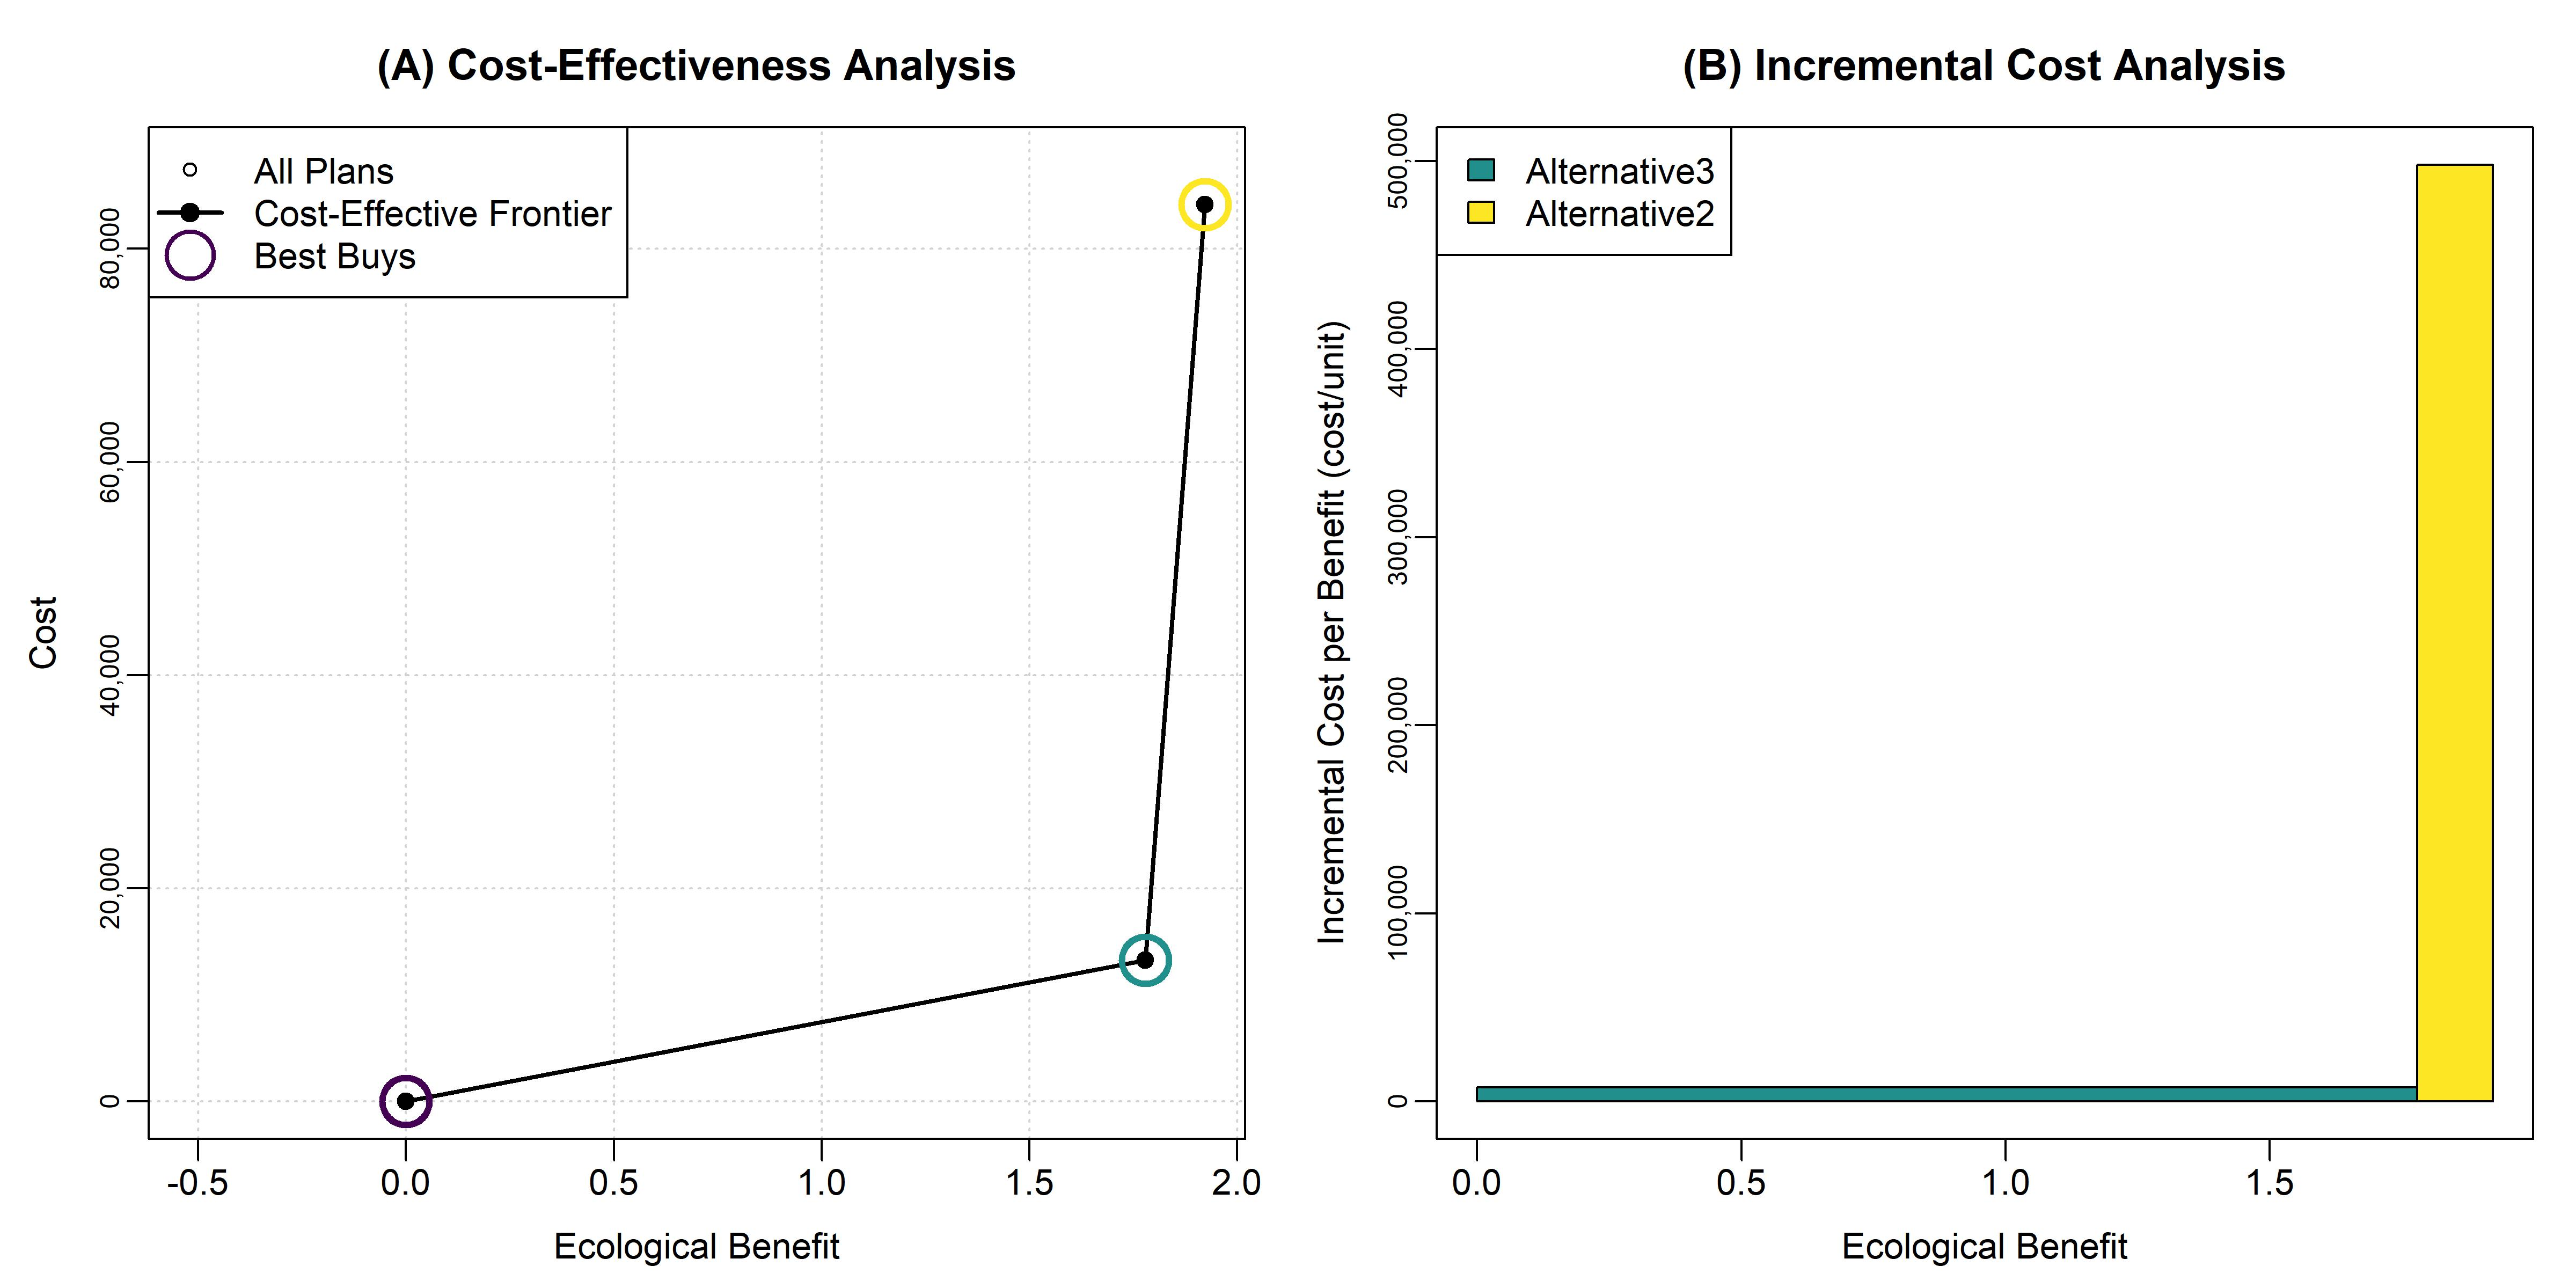 (A) Cost-Effectiveness Analysis
All Plans
Cost-Effective Frontier
Best Buys
Cost
80,000
60,000
40,000
20,000
0
-0.5 0.0 0.5 1.0 1.5 2.0
Ecological Benefit
(B) Incremental Cost Analysis
Alternative3
Alternative2
Incremental Cost per Benefit (cost/unit)
500,000
400,000
300,000
200,000
100,000
0
0.0 0.5 1.0 1.5
Ecological Benefit